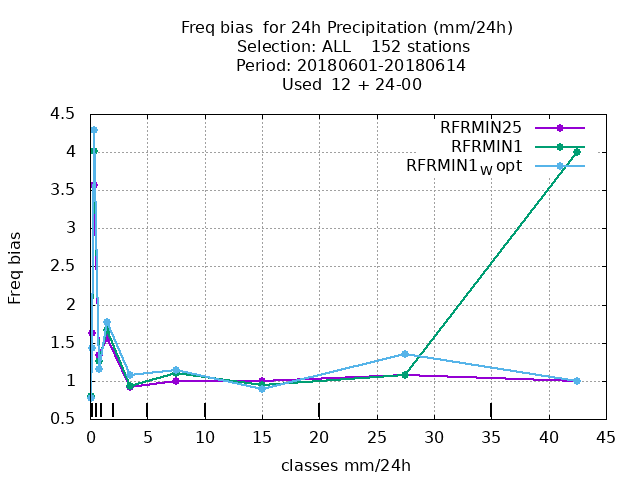 Freq bias  for 24h Precipitation (mm/24h)
Selection: ALL    152 stations
Period: 20180601-20180614
Used  12 + 24-00
RFRMIN25
RFRMIN1
RFRMIN1W opt
4.5
4
3.5
3
2.5
2
1.5
1
0.5
Freq bias
0 5 10 15 20 25 30 35 40 45
classes mm/24h